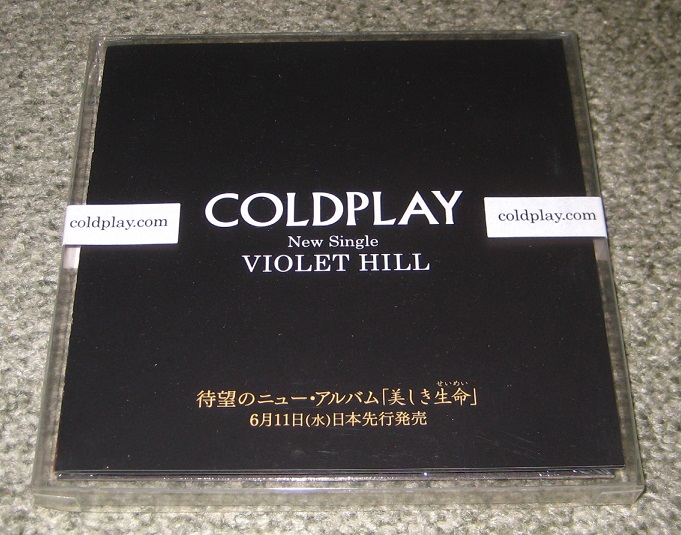 COLDPLAY
coldplay.com
coldplay.com
New Single
VIOLET HILL
せいめい
待望のニュー・アルバム「美しき生命」
6月11日(水)日本先行発売